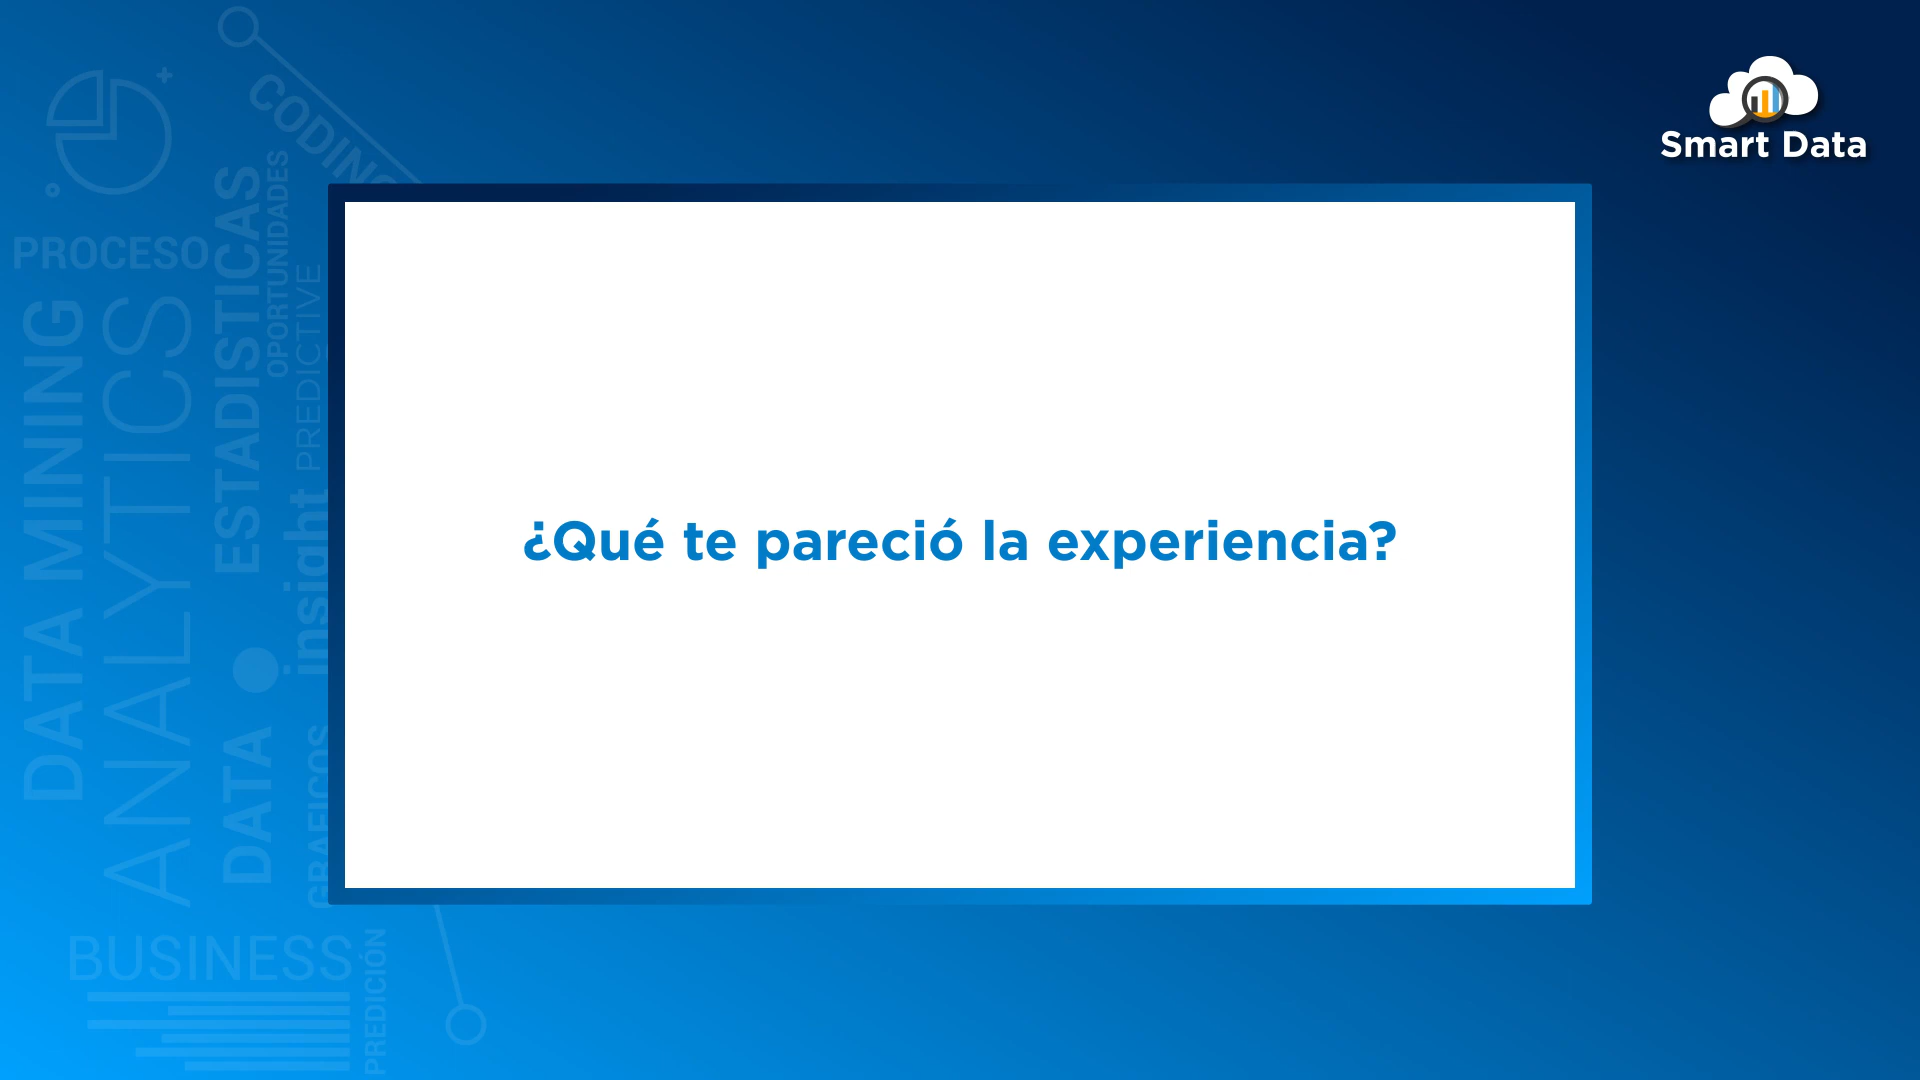 CODING
Smart Data
PROCESO
ESTADISTICAS
OPORTUNIDADES
PREDICTIVE
DATA MINING
ANALYTICS
insight
¿Qué te pareció la experiencia?
DATA
GRAFICOS
BUSINESS
PREDICIÓN